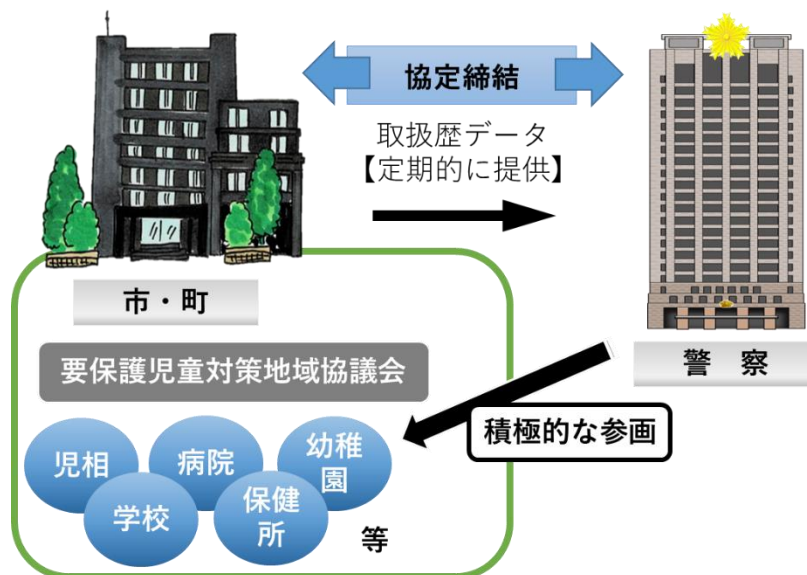 協定締結
取扱歴データ
【定期的に提供】
市・町
警 察
要保護児童対策地域協議会
積極的な参画
児相
病院
幼稚
園
学校
保健
所
等